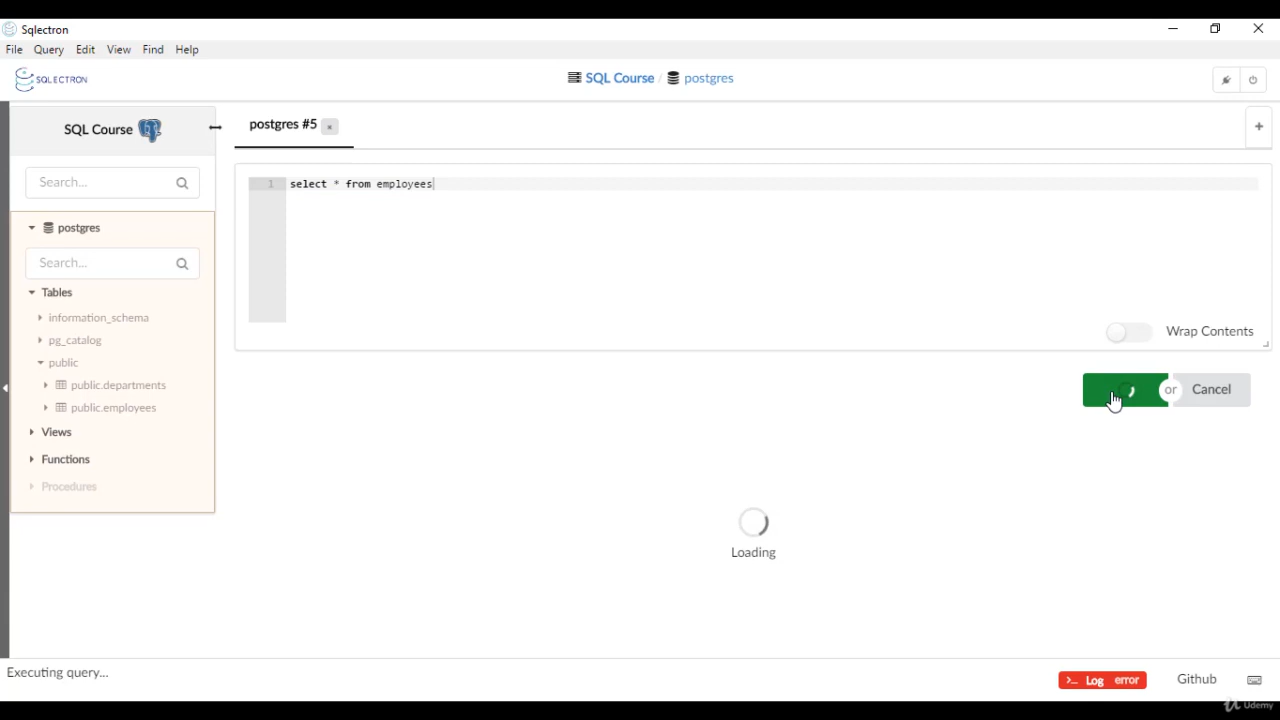 Sqlectron
File Query Edit View Find Help
SQLECTRON
SQL Course / postgres
SQL Course
postgres #5 ×
+
Search...
1 select * from employees
postgres
Search...
Tables
information_schema
pg_catalog
public
public.departments
public.employees
Views
Functions
Procedures
Wrap Contents
or Cancel
Loading
Executing query...
>_ Log error
Github
Udemy